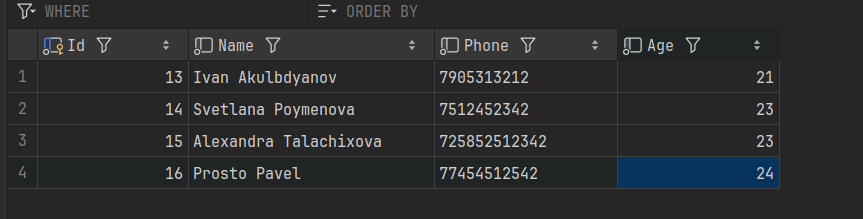 WHERE ORDER BY
Id Name Phone Age
1 13 Ivan Akulbdyanov 7905313212 21
2 14 Svetlana Poymenova 7512452342 23
3 15 Alexandra Talachixova 725852512342 23
4 16 Prosto Pavel 77454512542 24